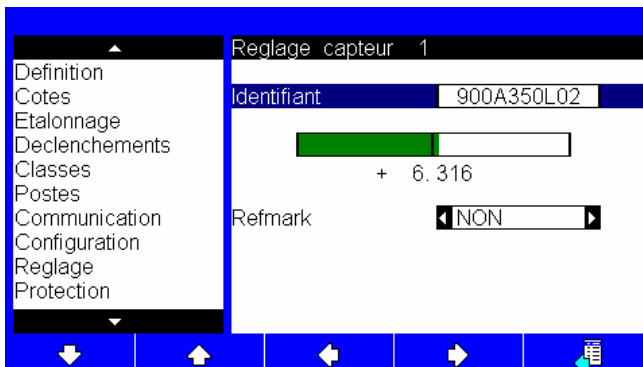 Reglage capteur 1
Definition
Cotes
Etalonnage
Declenchements
Classes
Postes
Communication
Configuration
Reglage
Protection
Identifiant 900A350L02
+ 6.316
Refmark NON